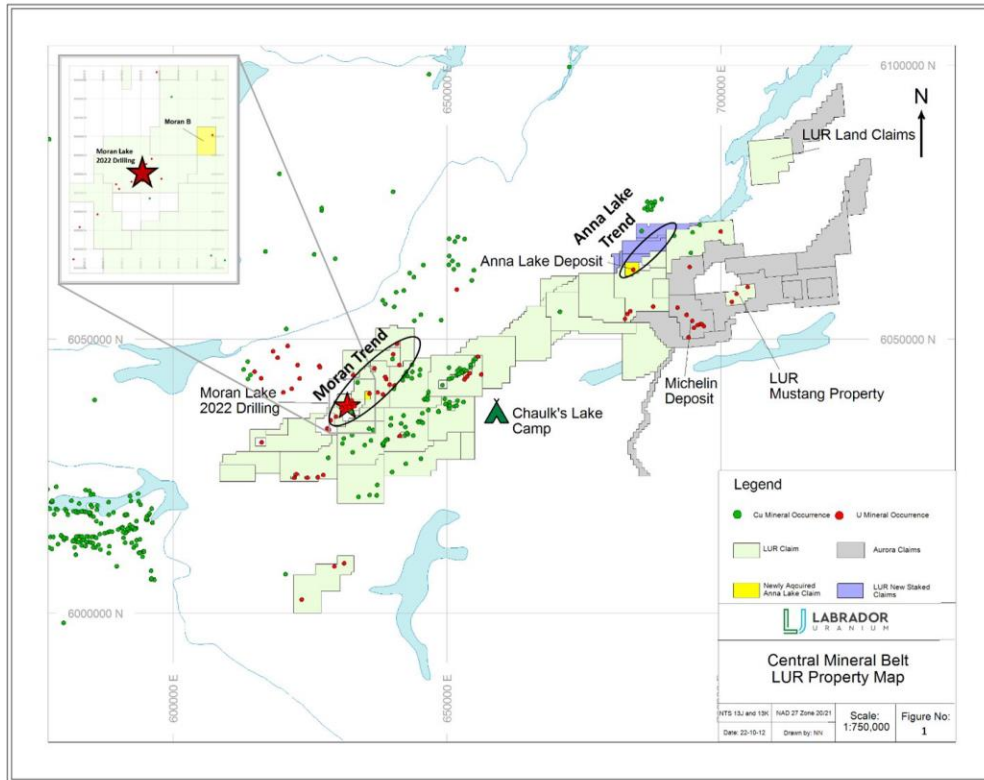 Moran B
Moran Lake
2022 Drilling
650000 E
700000 E
6100000 N
N
LUR Land Claims
Anna Lake
Trend
Anna Lake Deposit
6050000 N
6050000 N
Moran Trend
Moran Lake
2022 Drilling
Chaulk's Lake
Camp
Michelin
Deposit
LUR
Mustang Property
6000000 N
600000 E
650000 E
Legend
Cu Mineral Occurrence
U Mineral Occurrence
LUR Claim
Aurora Claims
Newly Aqcuired
Anna Lake Claim
LUR New Staked
Claims
LABRADOR
URANIUM
Central Mineral Belt
LUR Property Map
NTS 13J and 13K
NAD 27 Zone 20/21
Scale:
1:750,000
Figure No:
1
Date: 22-10-12
Drawn by: NN